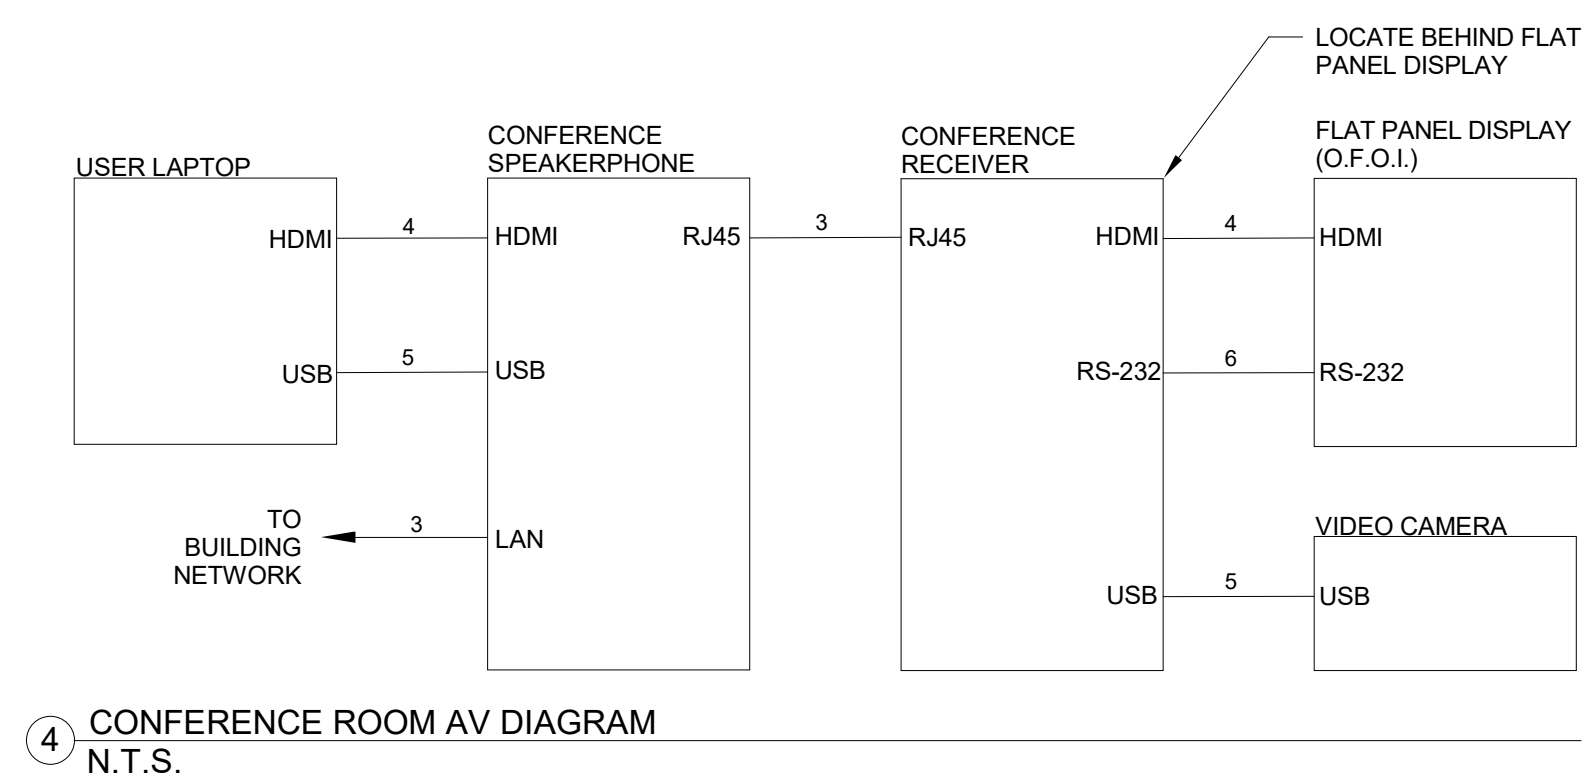 LOCATE BEHIND FLAT
PANEL DISPLAY
USER LAPTOP
HDMI
USB
4
5
CONFERENCE
SPEAKERPHONE
HDMI
RJ45
USB
LAN
3
TO
BUILDING
NETWORK
3
CONFERENCE
RECEIVER
RJ45
HDMI
RS-232
USB
4
6
5
FLAT PANEL DISPLAY
(O.F.O.I.)
HDMI
RS-232
VIDEO CAMERA
USB
4
CONFERENCE ROOM AV DIAGRAM
N.T.S.